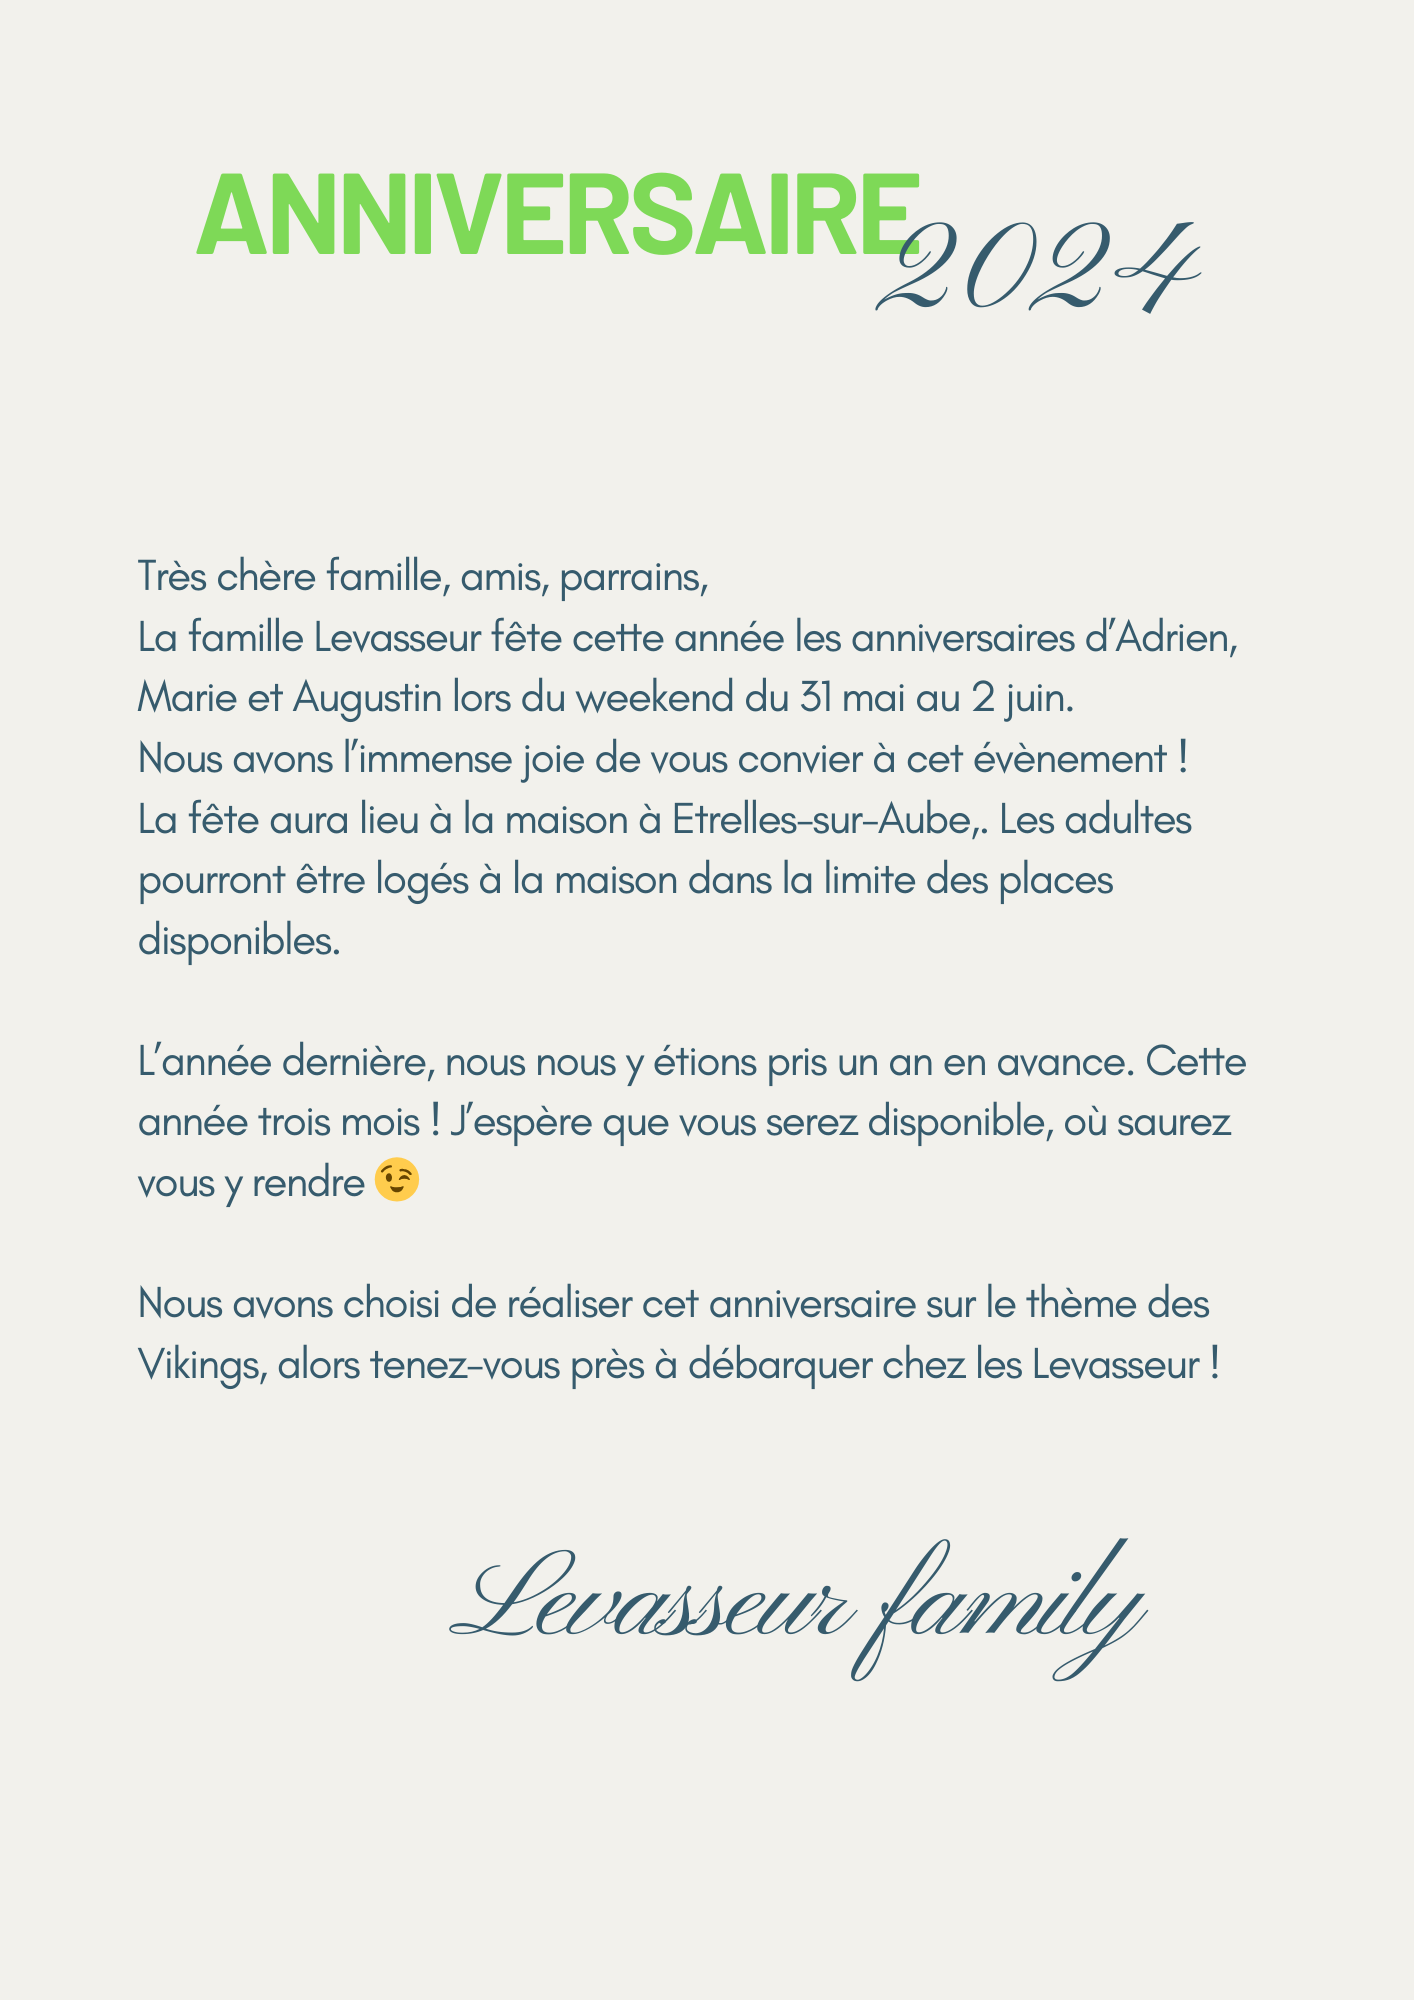 ANNIVERSAIRE
2024
Très chère famille, amis, parrains,
La famille Levasseur fête cette année les anniversaires d’Adrien,
Marie et Augustin lors du weekend du 31 mai au 2 juin.
Nous avons l’immense joie de vous convier à cet évènement !
La fête aura lieu à la maison à Etrelles-sur-Aube,. Les adultes
pourront être logés à la maison dans la limite des places
disponibles.
L’année dernière, nous nous y étions pris un an en avance. Cette
année trois mois ! J’espère que vous serez disponible, où saurez
vous y rendre 😉
Nous avons choisi de réaliser cet anniversaire sur le thème des
Vikings, alors tenez-vous près à débarquer chez les Levasseur !
Levasseur family